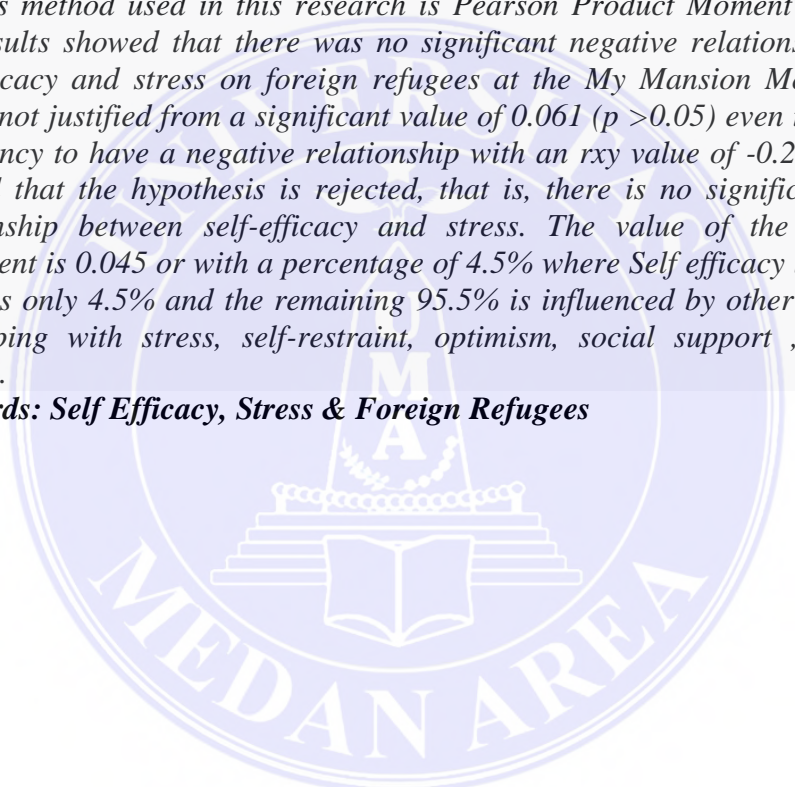 s method used in this research is Pearson Product Moment
sults showed that there was no significant negative relations
cacy and stress on foreign refugees at the My Mansion M
not justified from a significant value of 0.061 (p >0.05) even
ncy to have a negative relationship with an rxy value of -0.2
that the hypothesis is rejected, that is, there is no signific
nship between self-efficacy and stress. The value of the
ent is 0.045 or with a percentage of 4.5% where Self efficacy
s only 4.5% and the remaining 95.5% is influenced by other
ping with stress, self-restraint, optimism, social support ,
.
rds: Self Efficacy, Stress & Foreign Refugees
UNIVERSITAS
U
M
A
MEDAN AREA